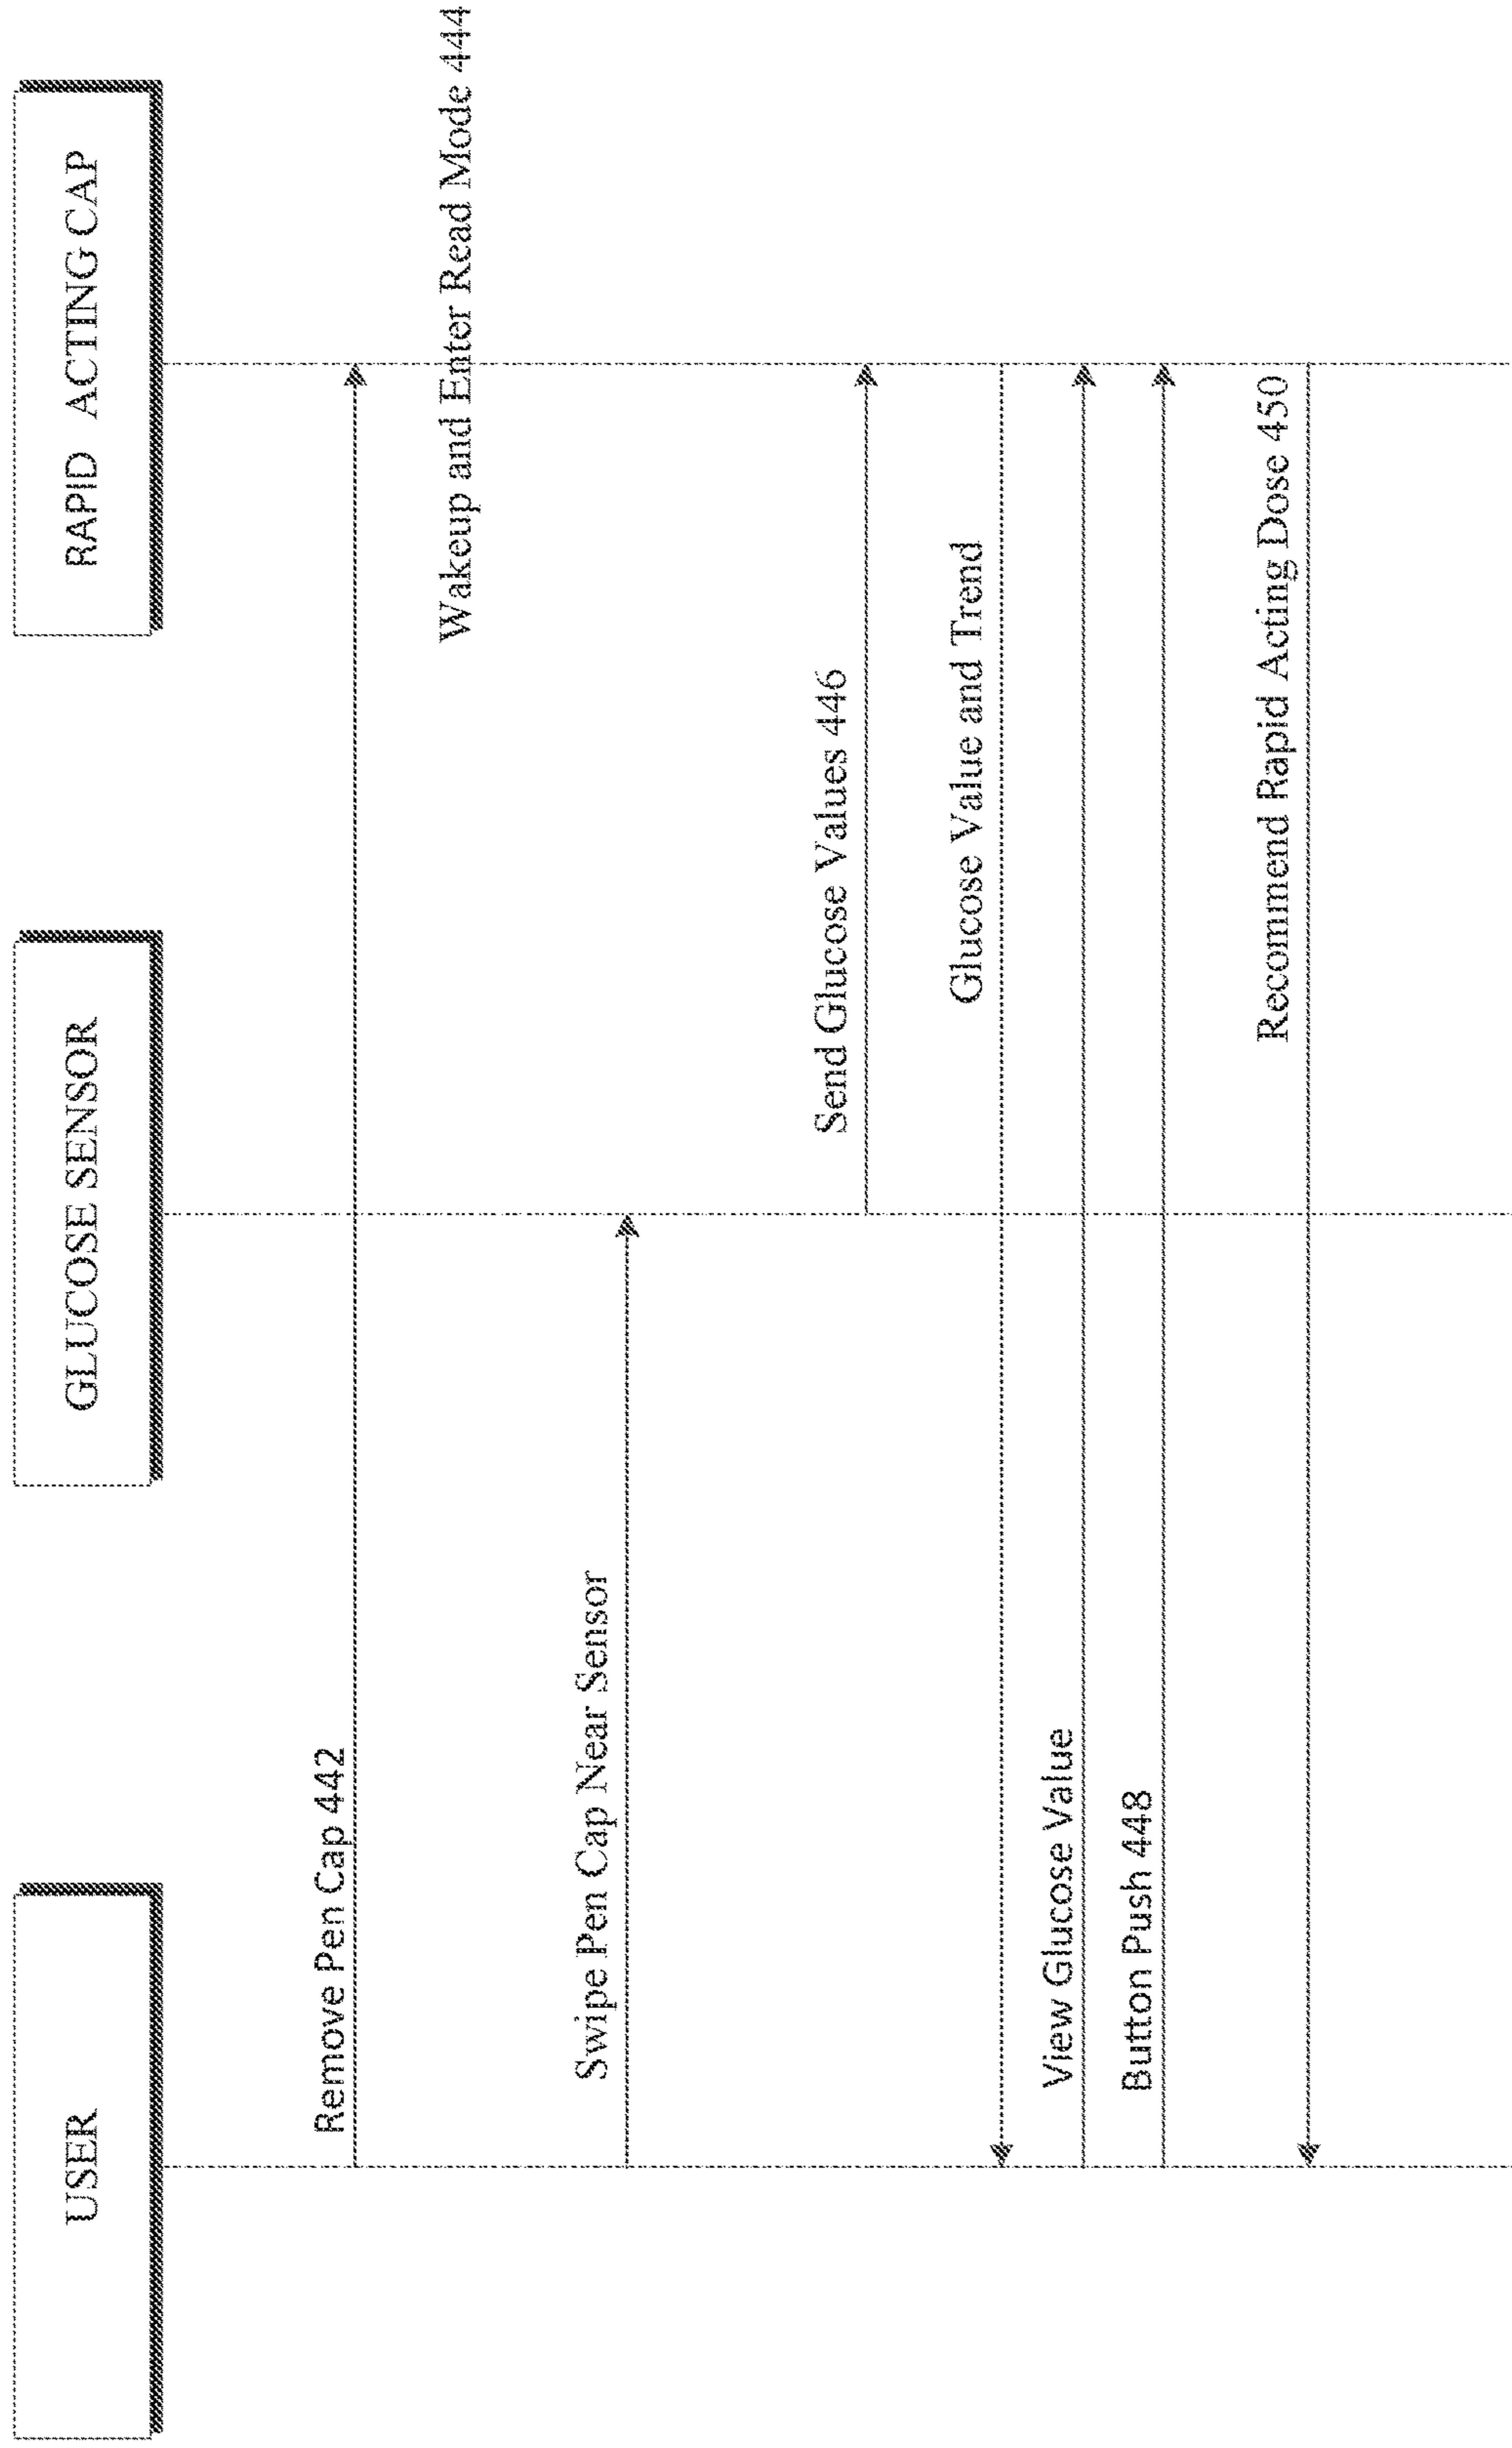 USER
GLUCOSE SENSOR
RAPID ACTING CAP
Remove Pen Cap 442
Wakeup and Enter Read Mode 444
Swipe Pen Cap Near Sensor
Send Glucose Values 446
Glucose Value and Trend
View Glucose Value
Button Push 448
Recommend Rapid Acting Dose 450